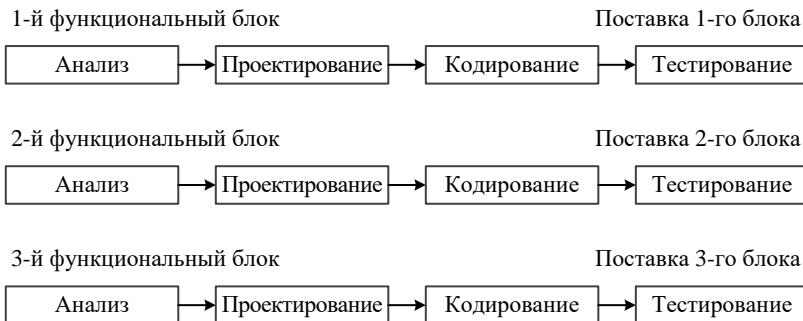 1-й функциональный блок Поставка 1-го блока
Анализ Проектирование Кодирование Тестирование
2-й функциональный блок Поставка 2-го блока
Анализ Проектирование Кодирование Тестирование
3-й функциональный блок Поставка 3-го блока
Анализ Проектирование Кодирование Тестирование